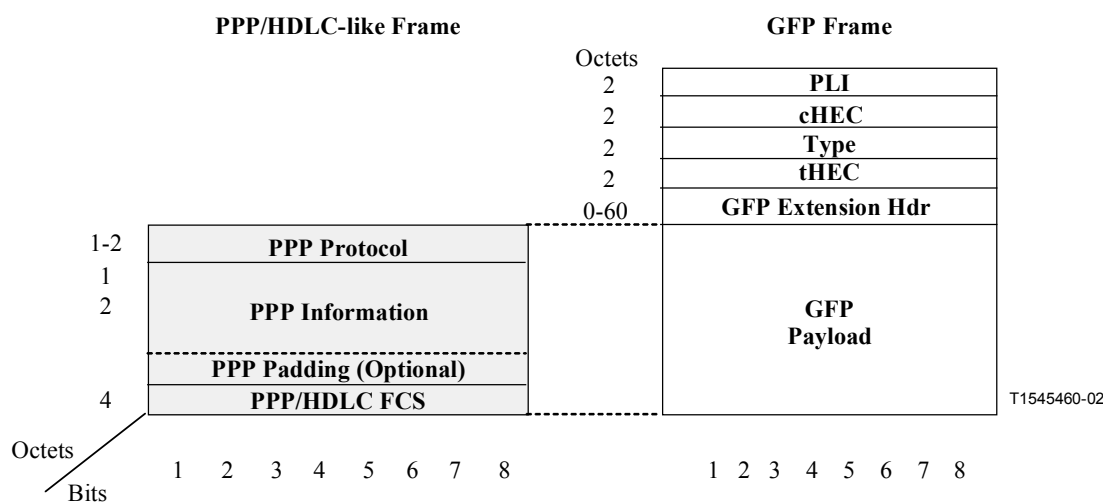 PPP/HDLC-like Frame
GFP Frame
Octets
2 PLI
2 cHEC
2 Type
2 tHEC
0-60 GFP Extension Hdr
1-2 PPP Protocol
1
2 PPP Information
GFP
Payload
PPP Padding (Optional)
4 PPP/HDLC FCS
T1545460-02
Octets
Bits
1 2 3 4 5 6 7 8
1 2 3 4 5 6 7 8